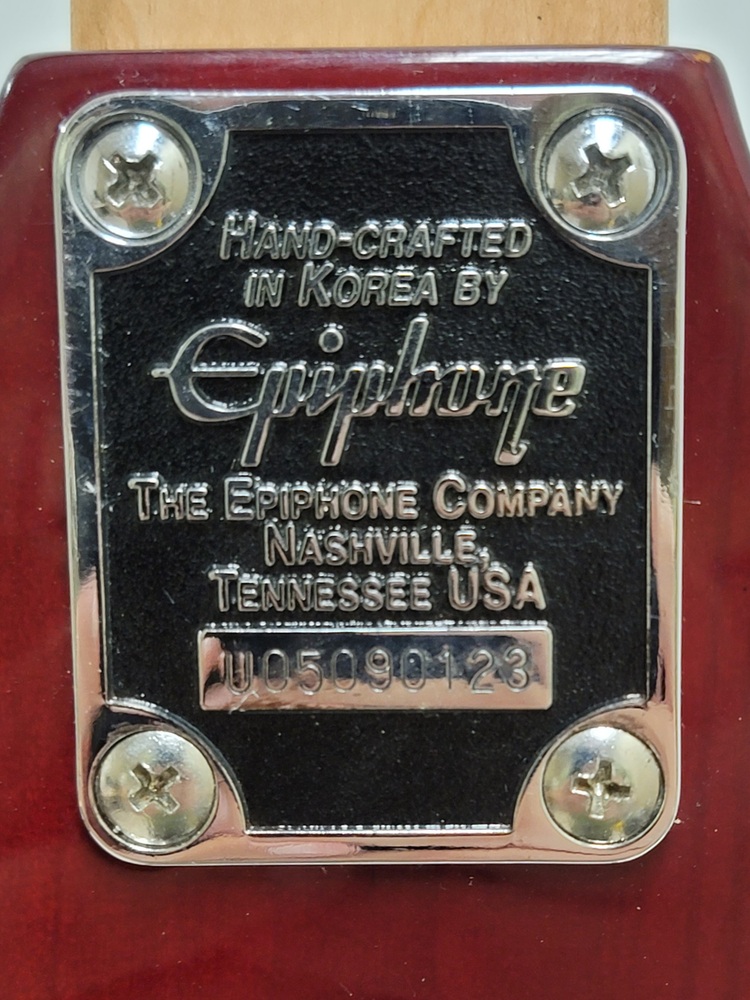 HAND-CRAFTED
IN KOREA BY
Epiphone
THE EPIPHONE COMPANY
NASHVILLE,
TENNESSEE USA
U05090123